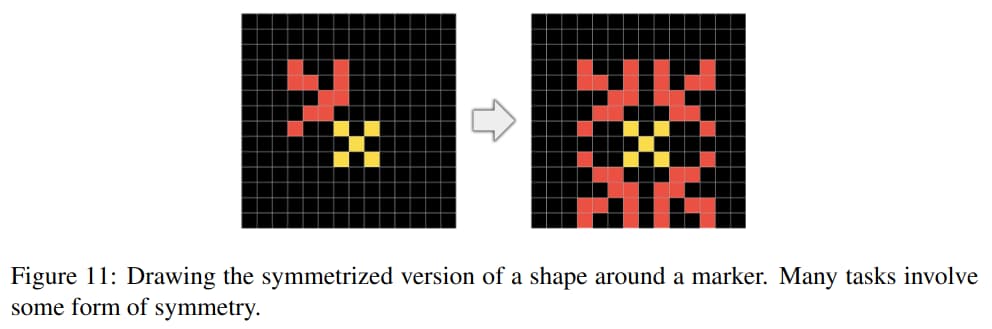 Figure 11: Drawing the symmetrized version of a shape around a marker. Many tasks involve
some form of symmetry.